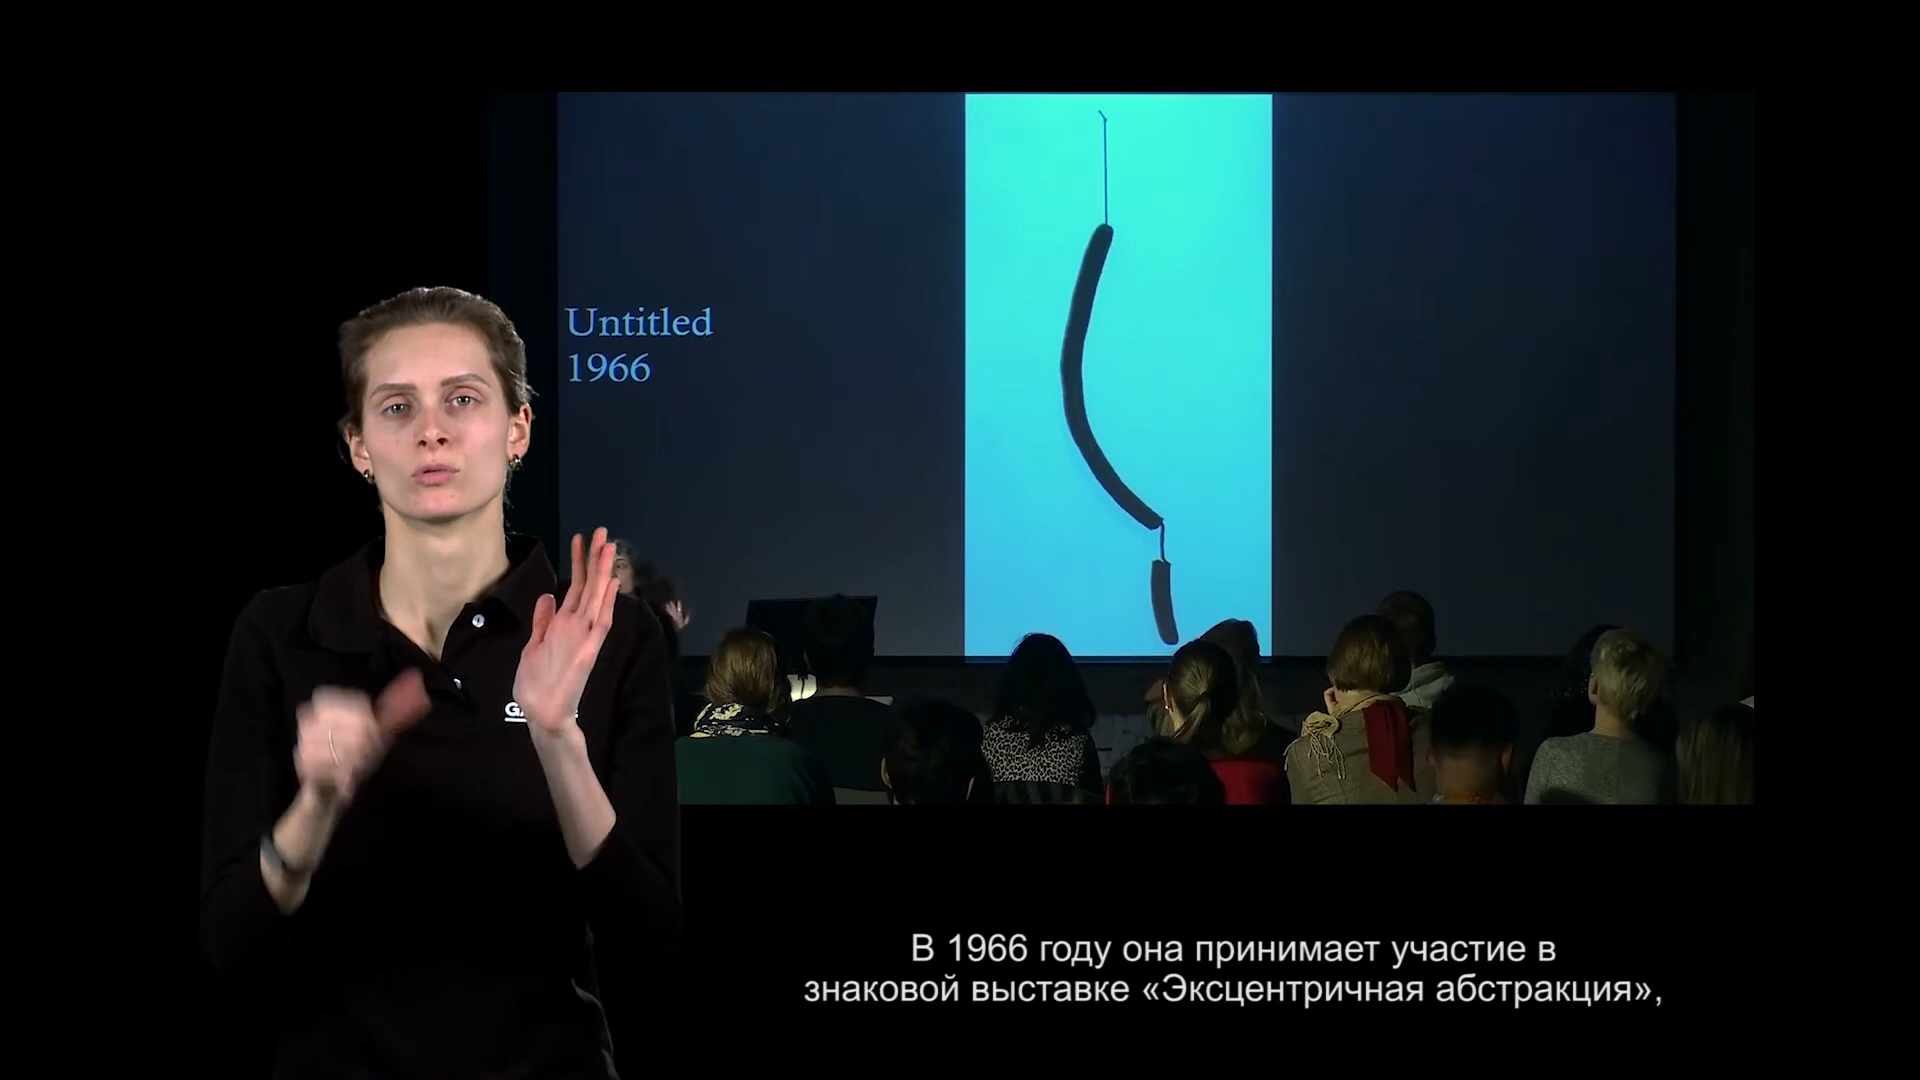 Untitled
1966
В 1966 году она принимает участие в
знаковой выставке «Эксцентричная абстракция»,